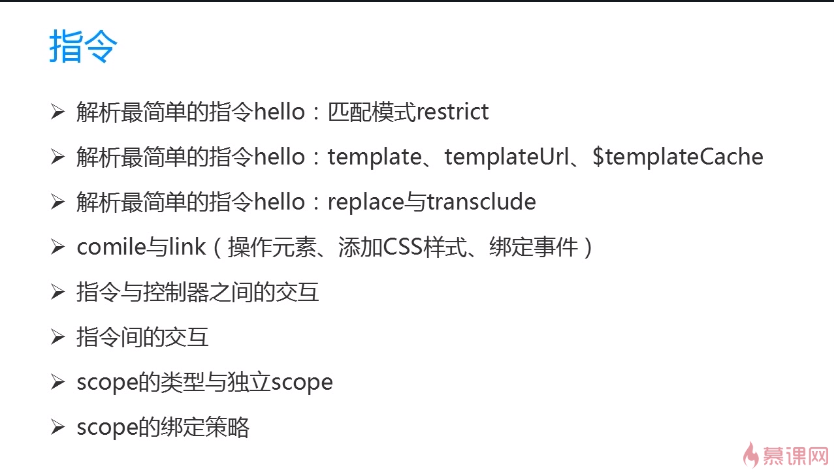 指令
➢ 解析最简单的指令hello：匹配模式restrict
➢ 解析最简单的指令hello：template、templateUrl、$templateCache
➢ 解析最简单的指令hello：replace与transclude
➢ comile与link（操作元素、添加CSS样式、绑定事件）
➢ 指令与控制器之间的交互
➢ 指令间的交互
➢ scope的类型与独立scope
➢ scope的绑定策略
慕课网